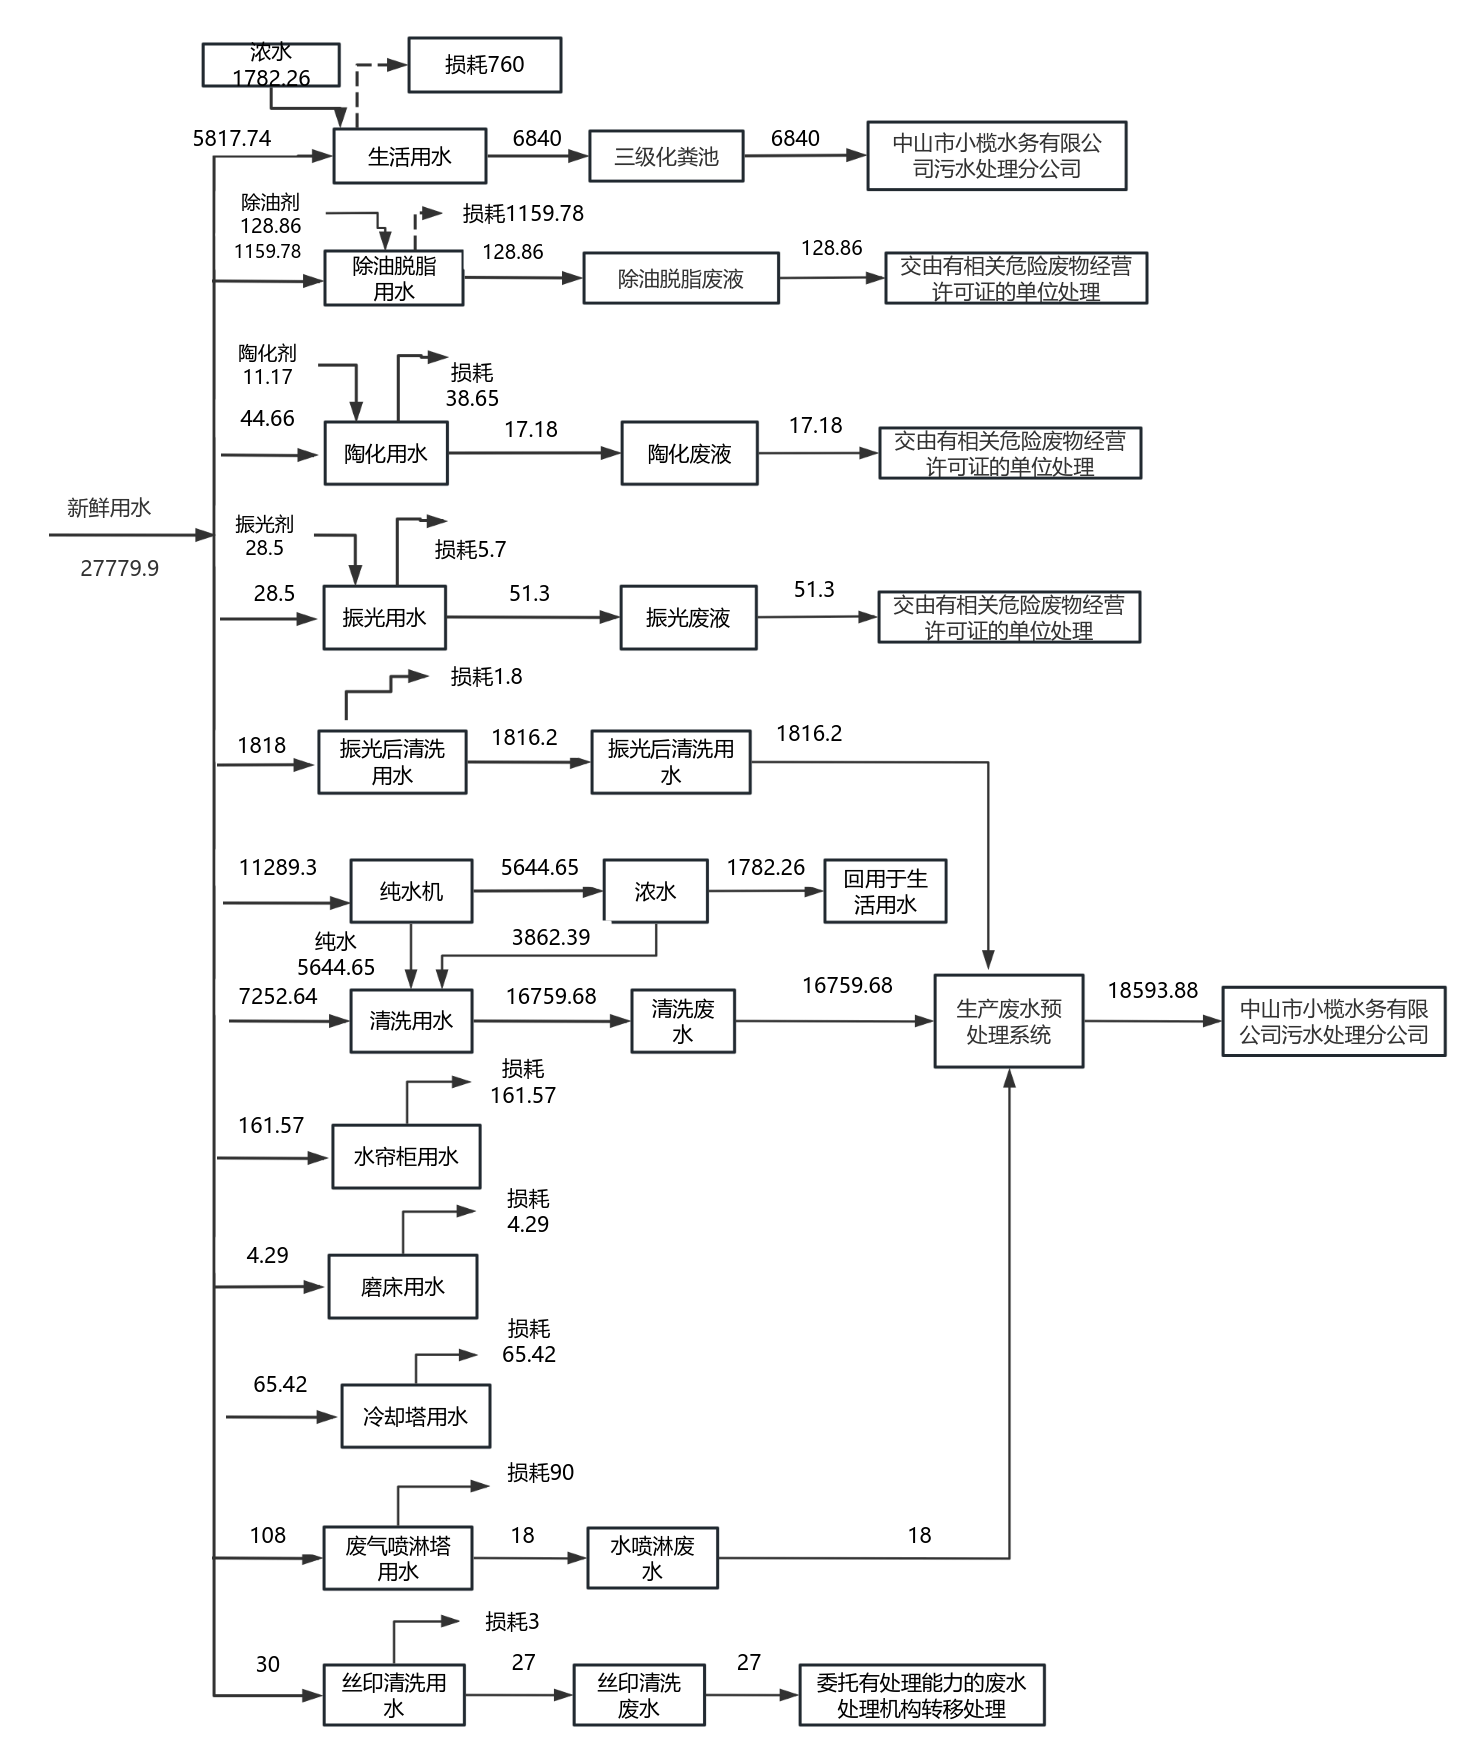 浓水
1782.26
损耗760
5817.74
生活用水
6840
三级化粪池
6840
中山市小榄水务有限公
司污水处理分公司
除油剂
128.86
1159.78
损耗1159.78
除油脱脂
用水
128.86
除油脱脂废液
128.86
交由有相关危险废物经营
许可证的单位处理
陶化剂
11.17
44.66
损耗
38.65
陶化用水
17.18
陶化废液
17.18
交由有相关危险废物经营
许可证的单位处理
新鲜用水
27779.9
振光剂
28.5
28.5
损耗5.7
振光用水
51.3
振光废液
51.3
交由有相关危险废物经营
许可证的单位处理
损耗1.8
1818
振光后清洗
用水
1816.2
振光后清洗用
水
1816.2
11289.3
纯水机
5644.65
浓水
1782.26
回用于生
活用水
纯水
5644.65
3862.39
7252.64
清洗用水
16759.68
清洗废
水
16759.68
生产废水预
处理系统
18593.88
中山市小榄水务有限
公司污水处理分公司
损耗
161.57
161.57
水帘柜用水
损耗
4.29
4.29
磨床用水
损耗
65.42
65.42
冷却塔用水
损耗90
108
废气喷淋塔
用水
18
水喷淋废
水
18
损耗3
30
丝印清洗用
水
27
丝印清洗
废水
27
委托有处理能力的废水
处理机构转移处理